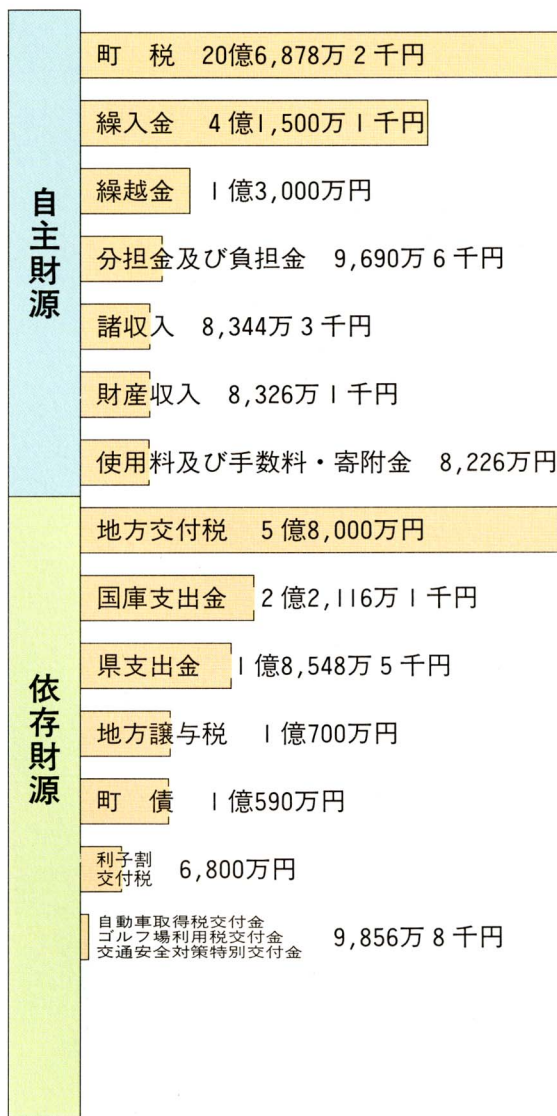 自主財源
町　税　20億6,878万2千円
繰入金　4億1,500万1千円
繰越金　1億3,000万円
分担金及び負担金　9,690万6千円
諸収入　8,344万3千円
財産収入　8,326万1千円
使用料及び手数料・寄附金　8,226万円
依存財源
地方交付税　5億8,000万円
国庫支出金　2億2,116万1千円
県支出金　1億8,548万5千円
地方譲与税　1億700万円
町　債　1億590万円
利子割
交付税　6,800万円
自動車取得税交付金
ゴルフ場利用税交付金
交通安全対策特別交付金
9,856万8千円